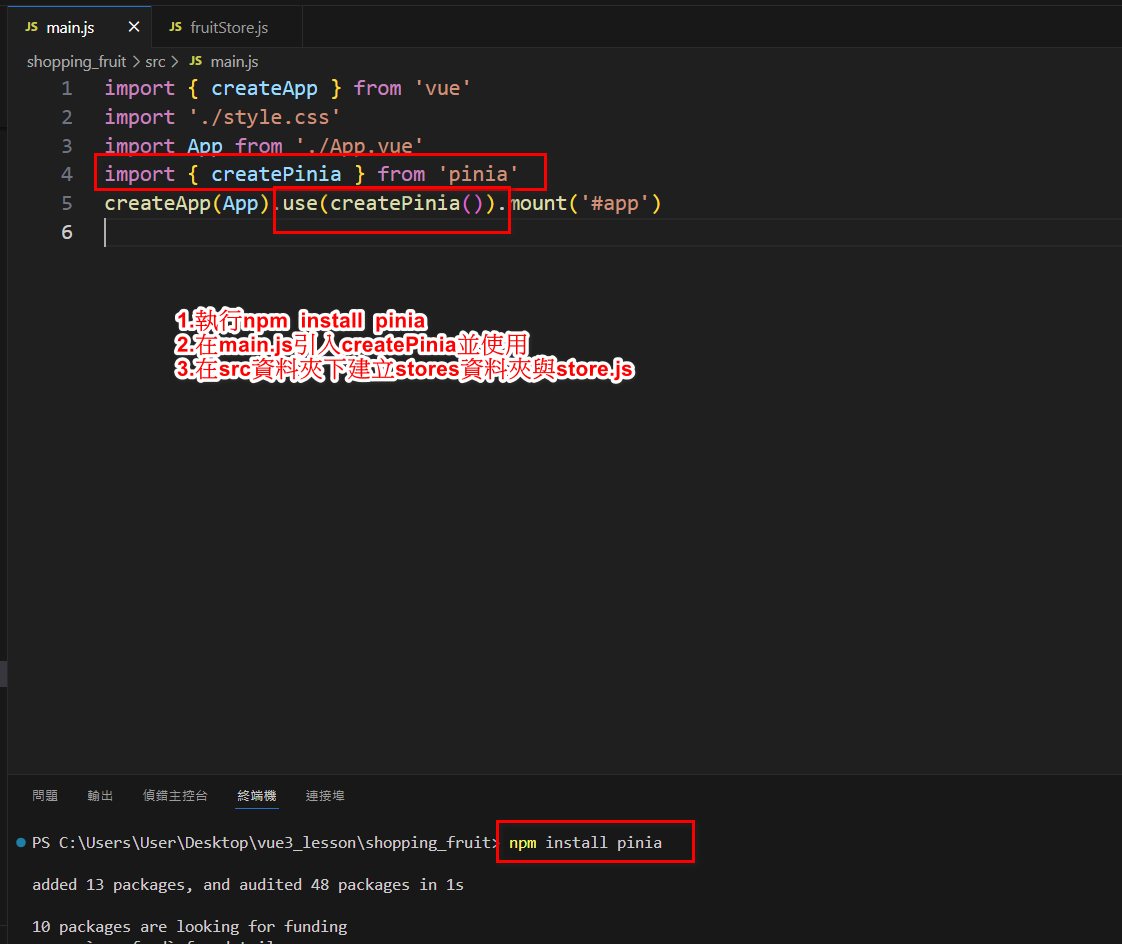 JS main.js ✕ JS fruitStore.js
shopping_fruit > src > JS main.js
1 import { createApp } from 'vue'
2 import './style.css'
3 import App from './App.vue'
4 import { createPinia } from 'pinia'
5 createApp(App).use(createPinia()).mount('#app')
6
1.執行npm install pinia
2.在main.js引入createPinia並使用
3.在src資料夾下建立stores資料夾與store.js
問題 輸出 偵錯主控台 終端機 連接埠
PS C:\Users\User\Desktop\vue3_lesson\shopping_fruit> npm install pinia
added 13 packages, and audited 48 packages in 1s
10 packages are looking for funding